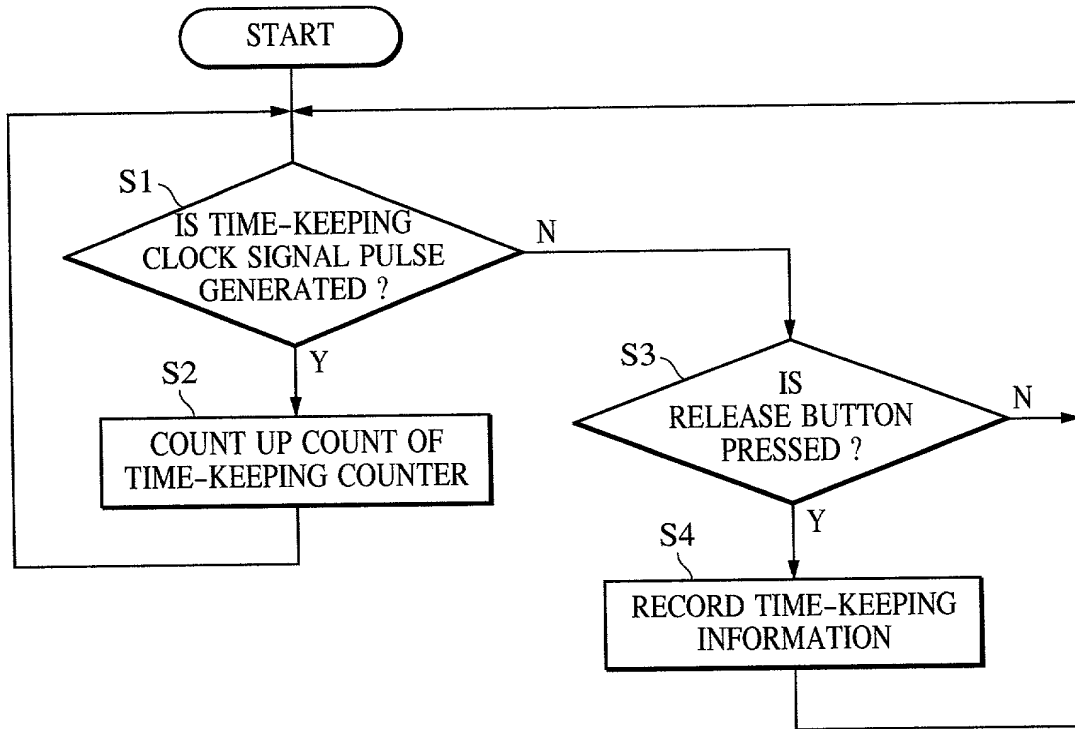 START
S1
IS TIME-KEEPING
CLOCK SIGNAL PULSE
GENERATED ?
N
Y
S2
COUNT UP COUNT OF
TIME-KEEPING COUNTER
S3
IS
RELEASE BUTTON
PRESSED ?
N
Y
S4
RECORD TIME-KEEPING
INFORMATION